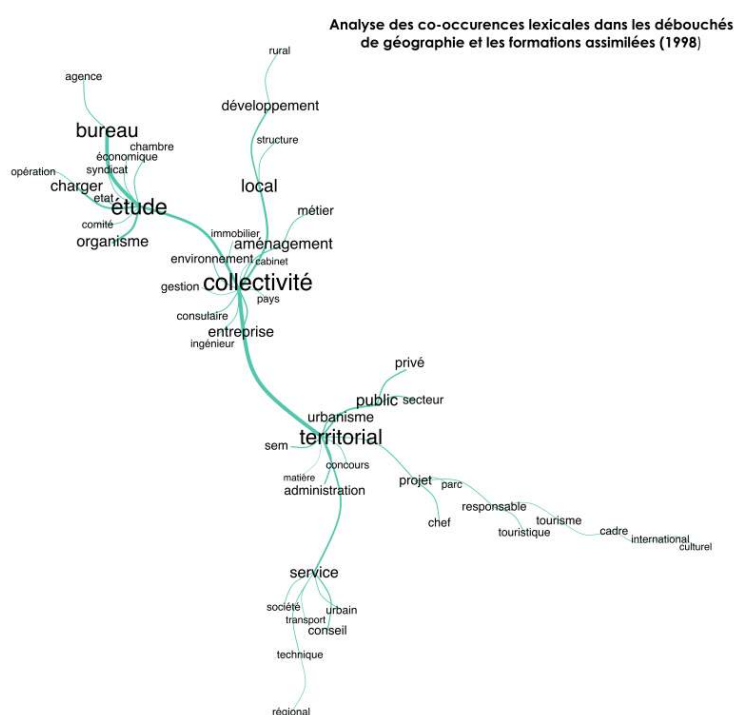 Analyse des co-occurence lexicales dans les débouchés
de géographie et les formations assimilées (1998)
rural
agence
développement
bureau
structure
chambre
économique
syndicat
opération
charger
local
etat
étude
métier
comité
organisme
immobilier
aménagement
environnement
cabinet
collectivité
gestion
pays
consulaire
entreprise
ingénieur
privé
public
secteur
urbanisme
territorial
sem
concours
matière
administration
projet
parc
responsable
chef
tourisme
touristique
cadre
international
culturel
service
société
urbain
transport
conseil
technique
régional